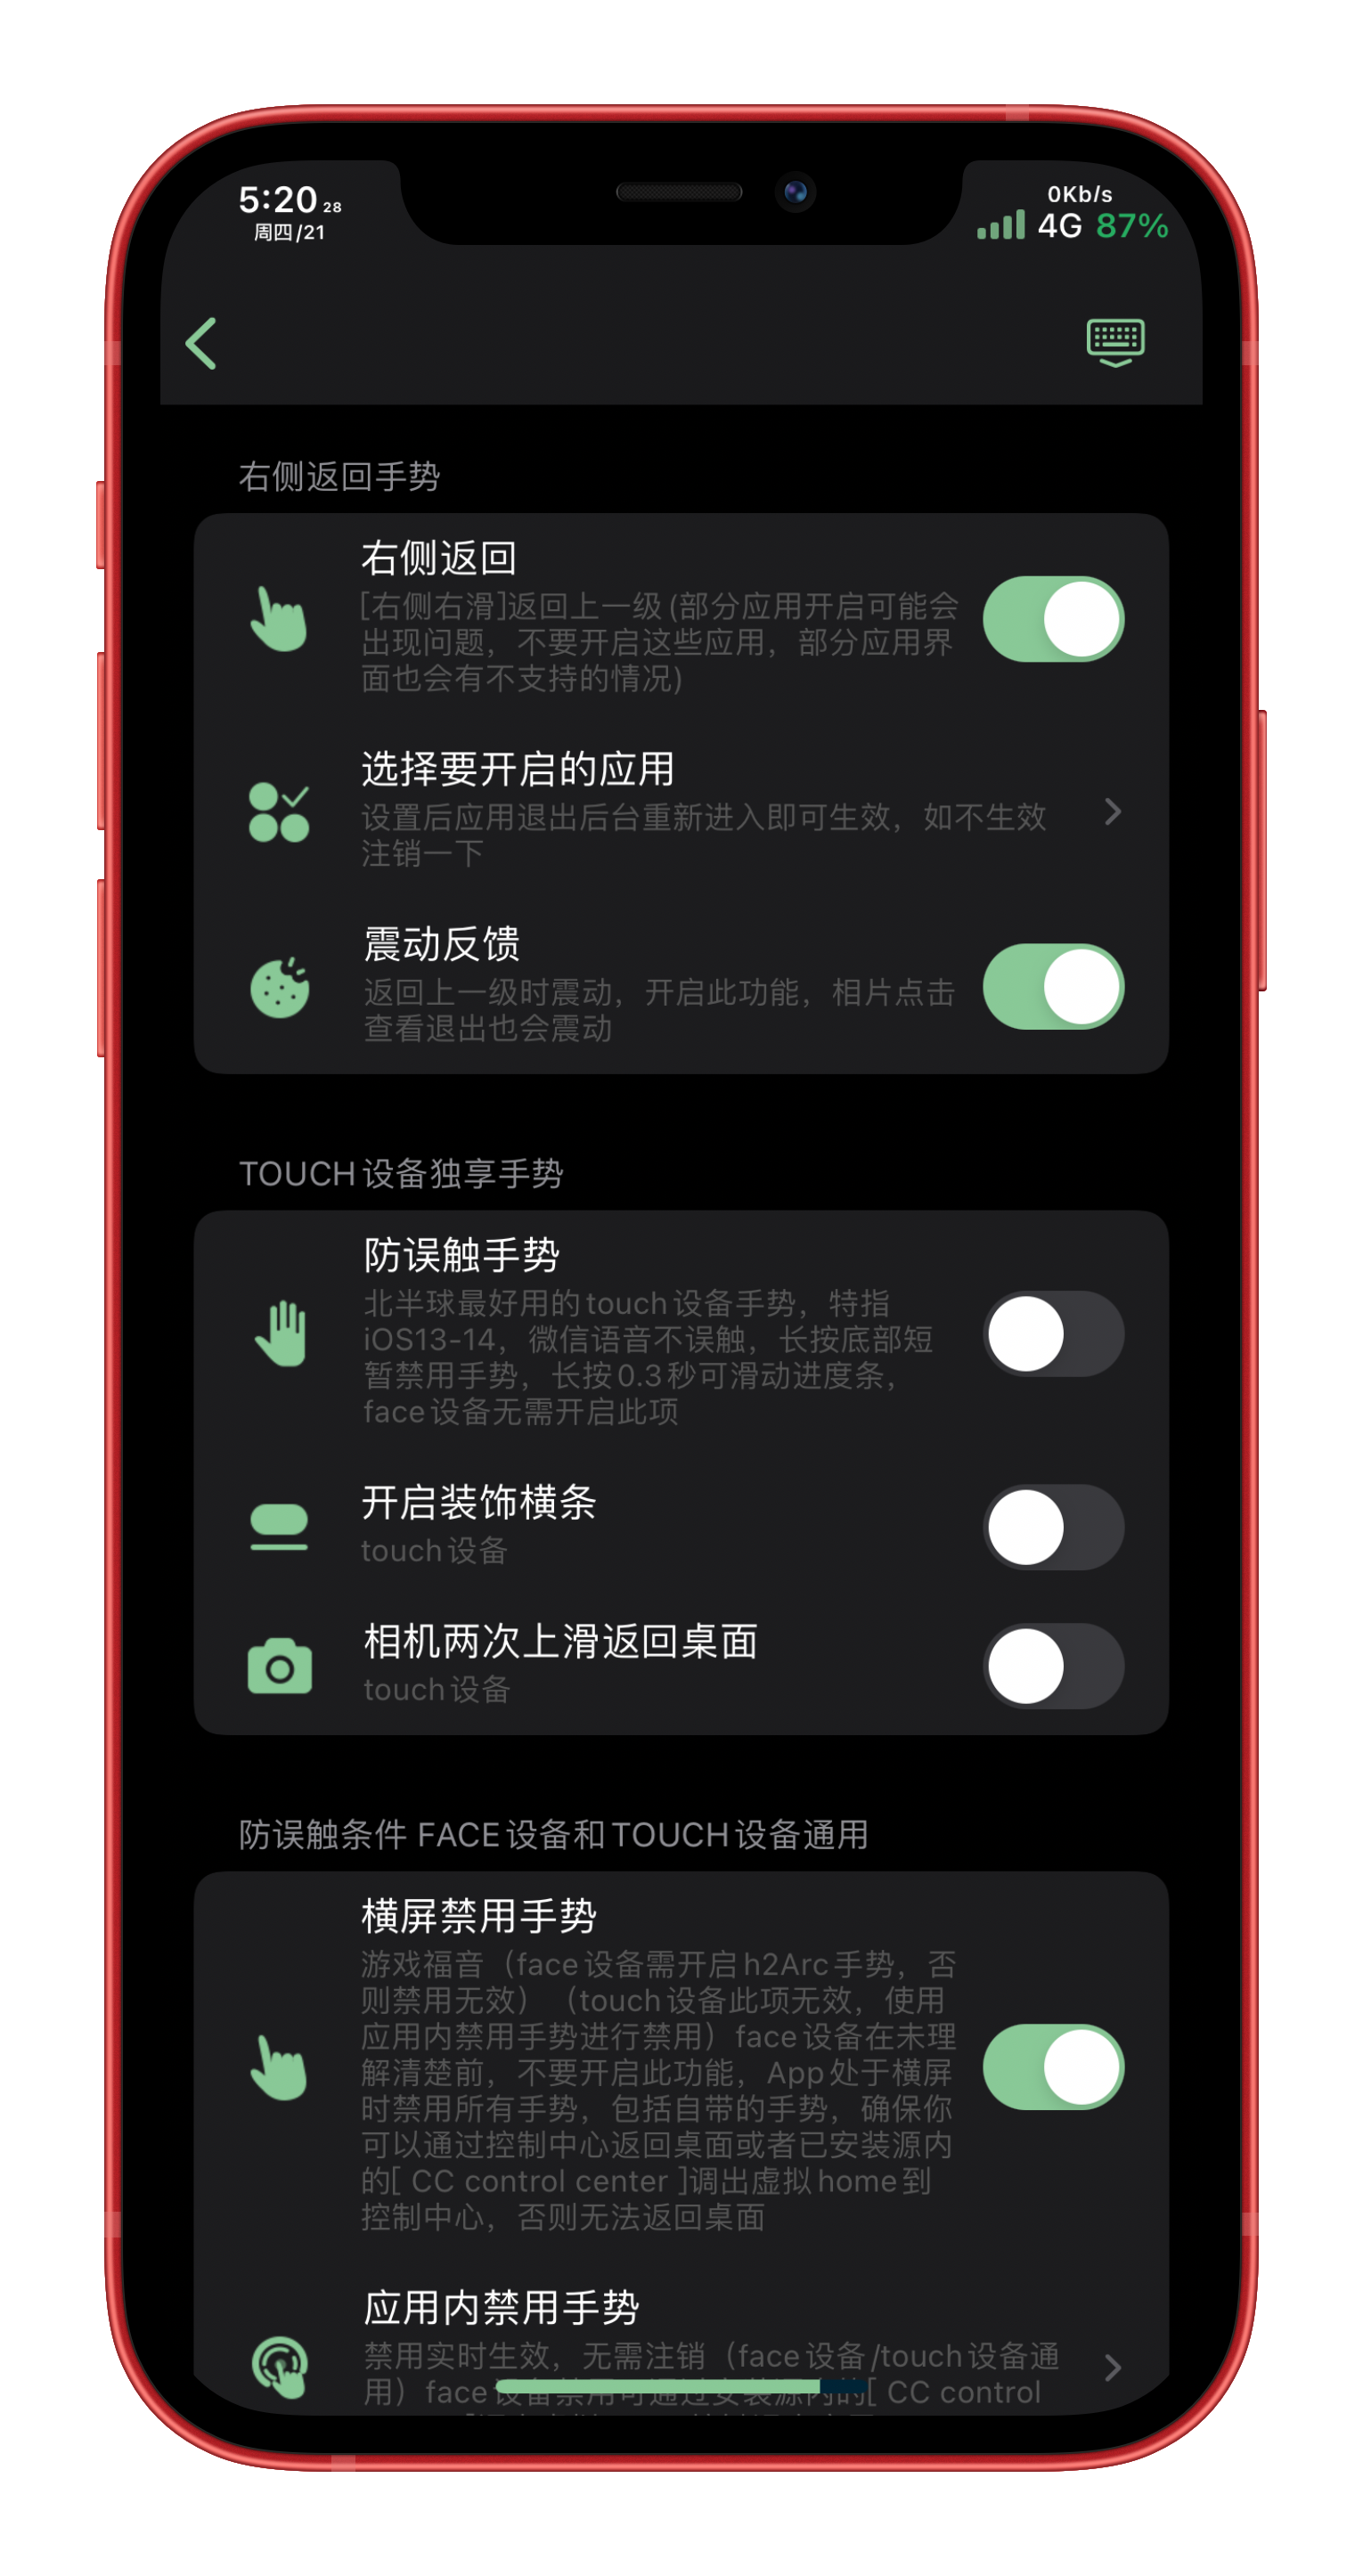 5:20 28
周四/21
0Kb/s
4G 87%
右侧返回手势
右侧返回
[右侧右滑]返回上一级(部分应用开启可能会
出现问题，不要开启这些应用，部分应用界
面也会有不支持的情况)
选择要开启的应用
设置后应用退出后台重新进入即可生效，如不生效
注销一下
震动反馈
返回上一级时震动，开启此功能，相片点击
查看退出也会震动
TOUCH设备独享手势
防误触手势
北半球最好用的touch设备手势，特指
iOS13-14，微信语音不误触，长按底部短
暂禁用手势，长按0.3秒可滑动进度条，
face设备无需开启此项
开启装饰横条
touch设备
相机两次上滑返回桌面
touch设备
防误触条件 FACE设备和TOUCH设备通用
横屏禁用手势
游戏福音（face设备需开启h2Arc手势，否
则禁用无效）（touch设备此项无效，使用
应用内禁用手势进行禁用）face设备在未理
解清楚前，不要开启此功能，App处于横屏
时禁用所有手势，包括自带的手势，确保你
可以通过控制中心返回桌面或者已安装源内
的[ CC control center ]调出虚拟home到
控制中心，否则无法返回桌面
应用内禁用手势
禁用实时生效，无需注销（face设备/touch设备通
用）face设备禁用可通过安装源内的[ CC control